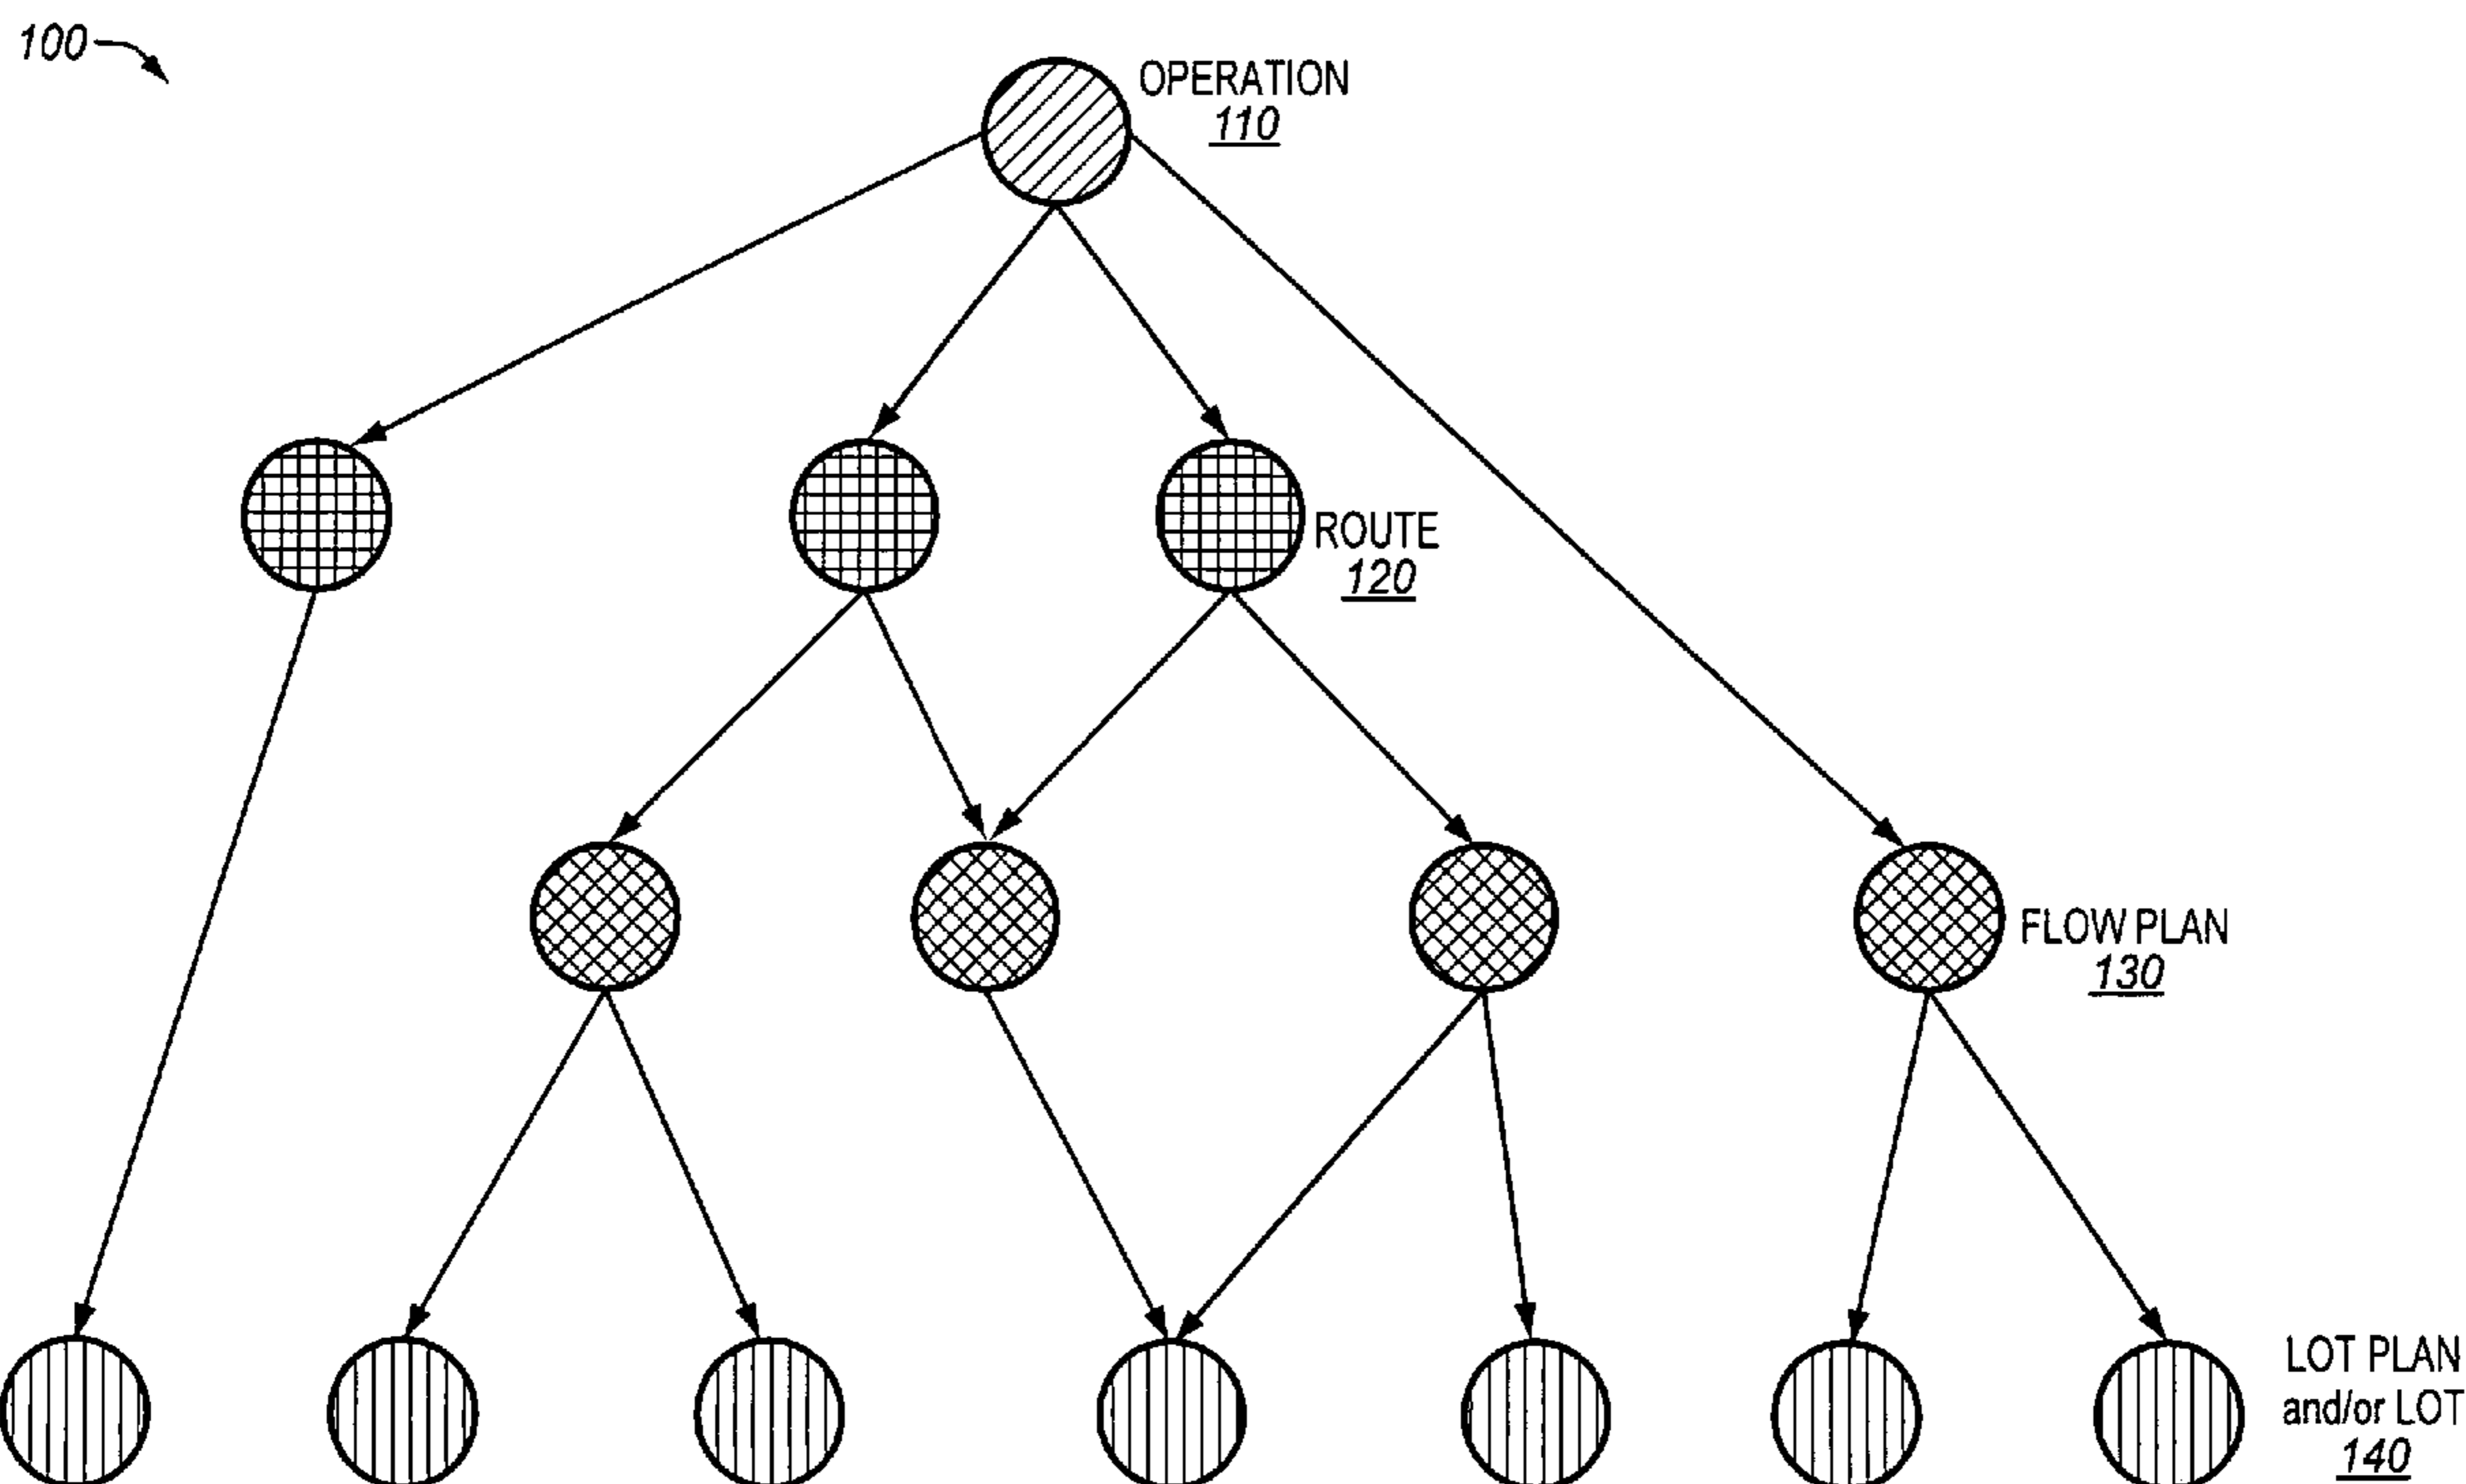 100
OPERATION
110
ROUTE
120
FLOW PLAN
130
LOT PLAN
and/or LOT
140